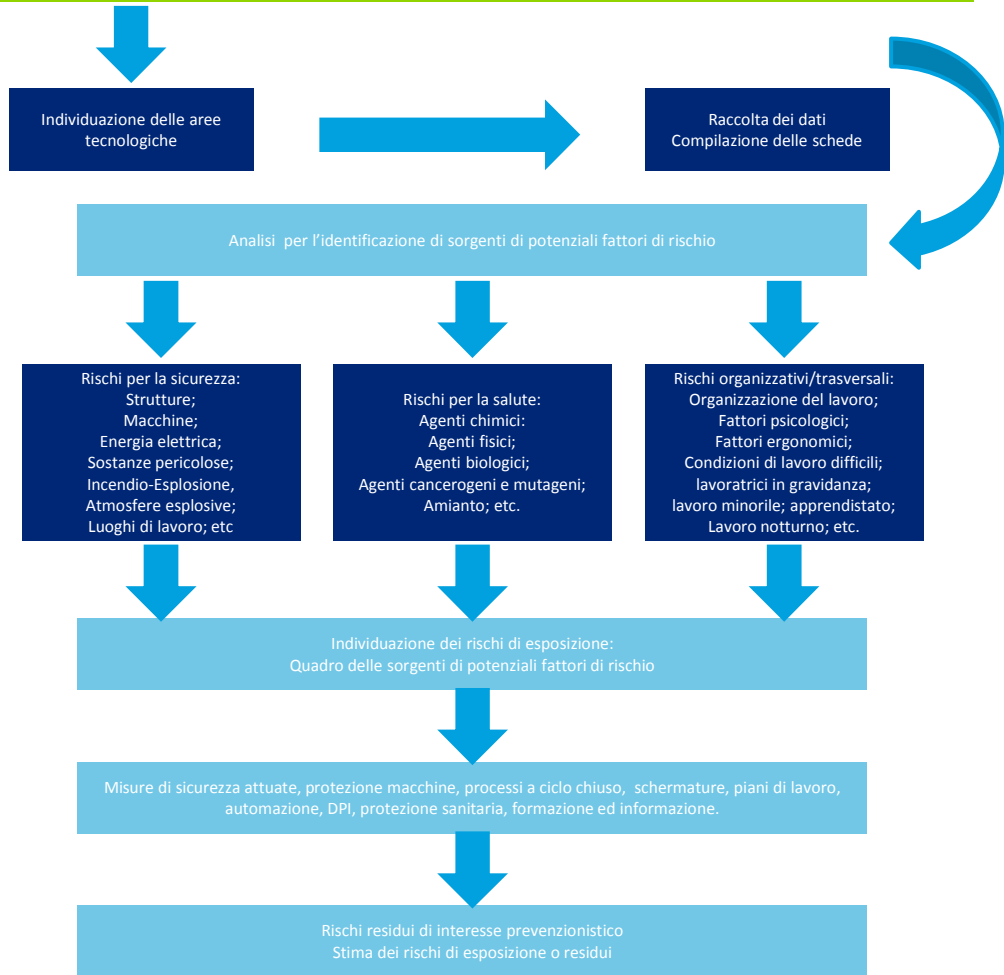 Individuazione delle aree
tecnologiche
Raccolta dei dati
Compilazione delle schede
Analisi per l'identificazione di sorgenti di potenziali fattori di rischio
Rischi per la sicurezza:
Strutture;
Macchine;
Energia elettrica;
Sostanze pericolose;
Incendio-Esplosione,
Atmosfere esplosive;
Luoghi di lavoro; etc
Rischi per la salute:
Agenti chimici:
Agenti fisici;
Agenti biologici;
Agenti cancerogeni e mutageni;
Amianto; etc.
Rischi organizzativi/trasversali:
Organizzazione del lavoro;
Fattori psicologici;
Fattori ergonomici;
Condizioni di lavoro difficili;
lavoratrici in gravidanza;
lavoro minorile; apprendistato;
Lavoro notturno; etc.
Individuazione dei rischi di esposizione:
Quadro delle sorgenti di potenziali fattori di rischio
Misure di sicurezza attuate, protezione macchine, processi a ciclo chiuso, schermature, piani di lavoro,
automazione, DPI, protezione sanitaria, formazione ed informazione.
Rischi residui di interesse prevenzionistico
Stima dei rischi di esposizione o residui